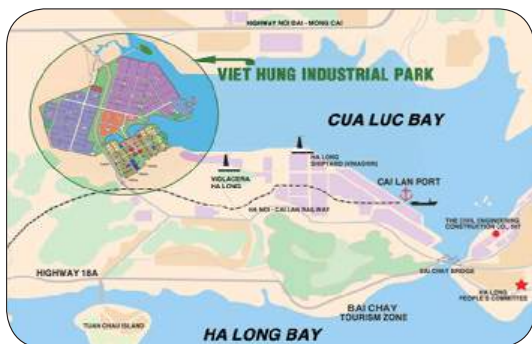 HIGHWAY NOI BAI - MONG CAI
VIET HUNG INDUSTRIAL PARK
CUA LUC BAY
HA LONG
SHIPYARD (VINASHIN)
VIGLACERA
HA LONG
CAI LAN PORT
HA NOI - CAI LAN RAILWAY
THE CIVIL ENGINEERING
CONSTRUCTION CO.,
BAI CHAY BRIDGE
HIGHWAY 18A
HA LONG
PEOPLE'S COMMITTEE
BAI CHAY
TOURISM ZONE
TUAN CHAU ISLAND
HA LONG BAY